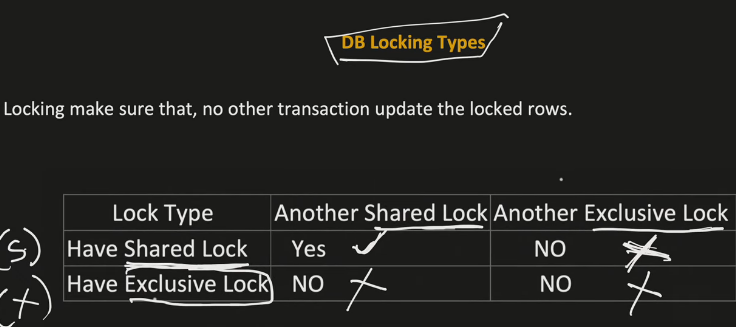 DB Locking Types
Locking make sure that, no other transaction update the locked rows.
Lock Type Another Shared Lock Another Exclusive Lock
(S) Have Shared Lock Yes NO
(X) Have Exclusive Lock NO NO